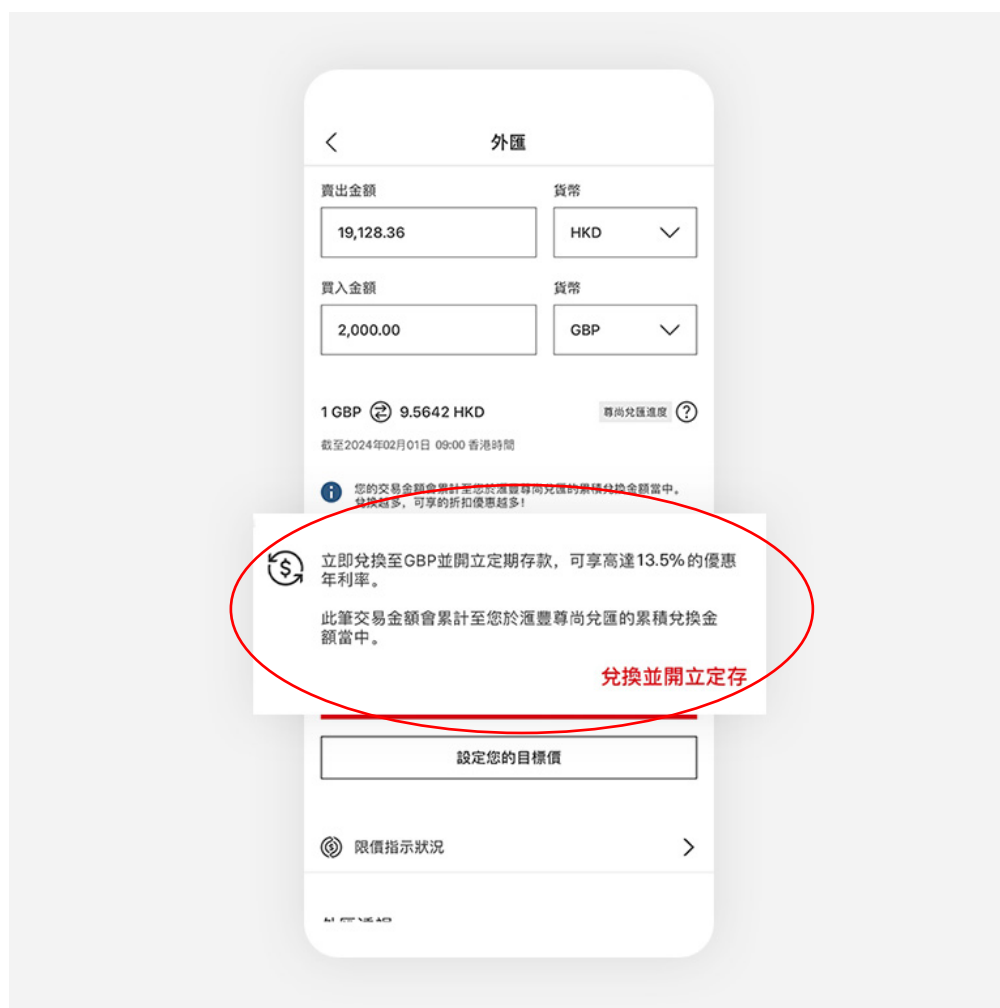 外匯
賣出金額 貨幣
19,128.36 HKD
買入金額 貨幣
2,000.00 GBP
1 GBP 9.5642 HKD 尊尚兌匯進度 ?
截至2024年02月01日 09:00 香港時間
您的交易金額會累計至您於滙豐尊尚兌匯的累積兌換金額當中。
兌換越多，可享的折扣優惠越多！
立即兌換至GBP並開立定期存款，可享高達13.5%的優惠
年利率。
此筆交易金額會累計至您於滙豐尊尚兌匯的累積兌換金
額當中。
兌換並開立定存
設定您的目標價
限價指示狀況